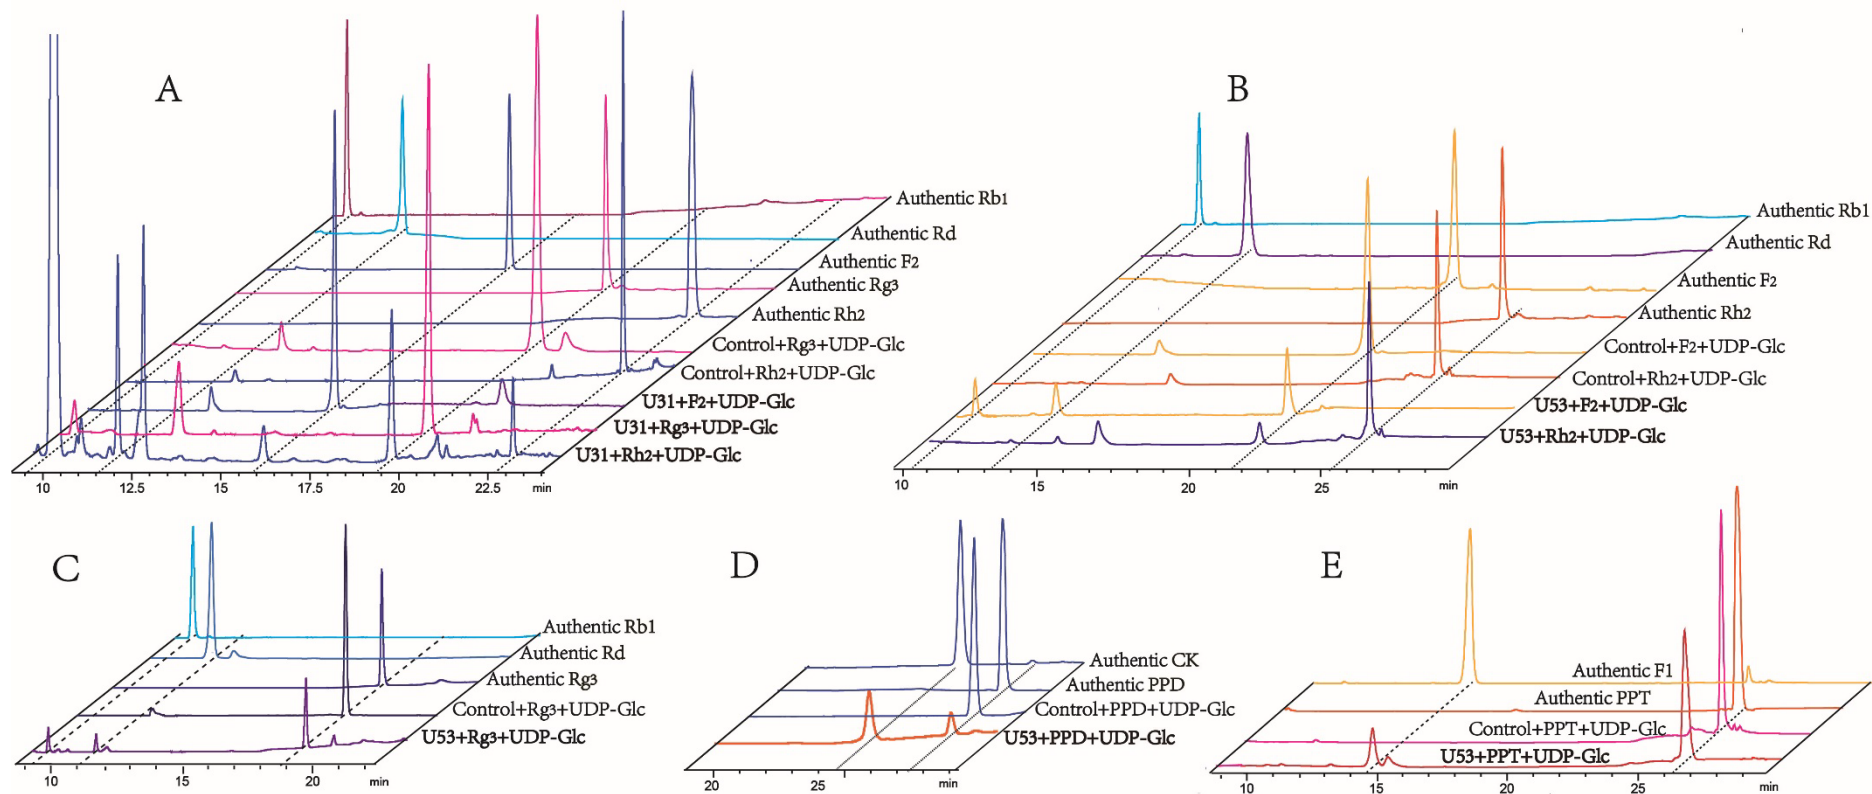 A
Authentic Rb1
Authentic Rd
Authentic F2
Authentic Rg3
Authentic Rh2
Control+Rg3+UDP-Glc
Control+Rh2+UDP-Glc
U31+F2+UDP-Glc
U31+Rg3+UDP-Glc
U31+Rh2+UDP-Glc
10 12.5 15 17.5 20 22.5 min
B
Authentic Rb1
Authentic Rd
Authentic F2
Authentic Rh2
Control+F2+UDP-Glc
Control+Rh2+UDP-Glc
U53+F2+UDP-Glc
U53+Rh2+UDP-Glc
10 15 20 25 min
C
Authentic Rb1
Authentic Rd
Authentic Rg3
Control+Rg3+UDP-Glc
U53+Rg3+UDP-Glc
10 15 20 min
D
Authentic CK
Authentic PPD
Control+PPD+UDP-Glc
U53+PPD+UDP-Glc
20 25 min
E
Authentic F1
Authentic PPT
Control+PPT+UDP-Glc
U53+PPT+UDP-Glc
10 15 20 25 min